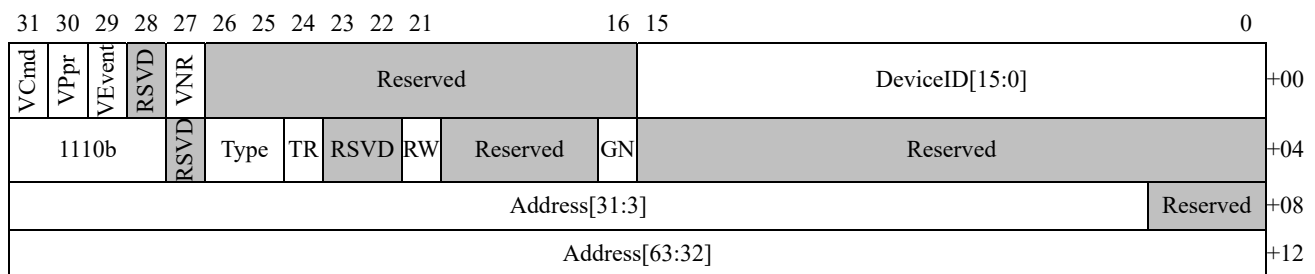 31 30 29 28 27 26 25 24 23 22 21 16 15 0
VCmd VPpr VEvent RSVD VNR Reserved DeviceID[15:0] +00
1110b RSVD Type TR RSVD RW Reserved GN Reserved +04
Address[31:3] Reserved +08
Address[63:32] +12